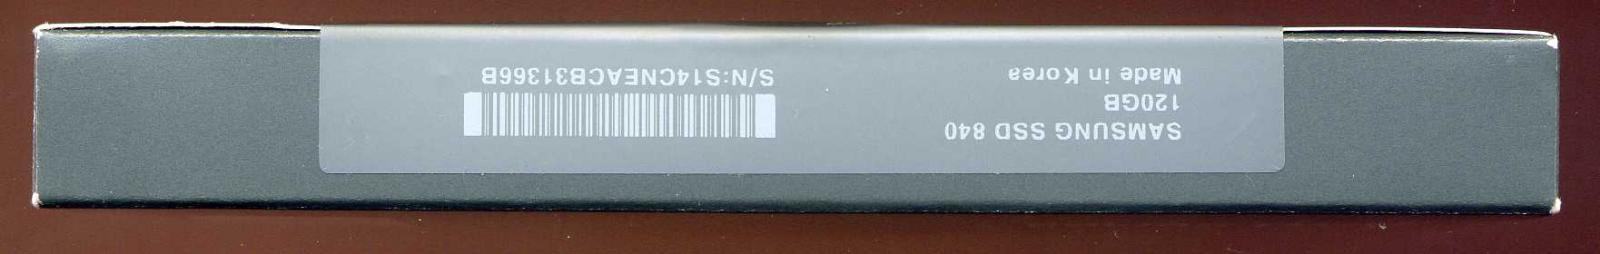 SAMSUNG SSD 840
120GB
Made in Korea
S/N:S14CNEACB31366B